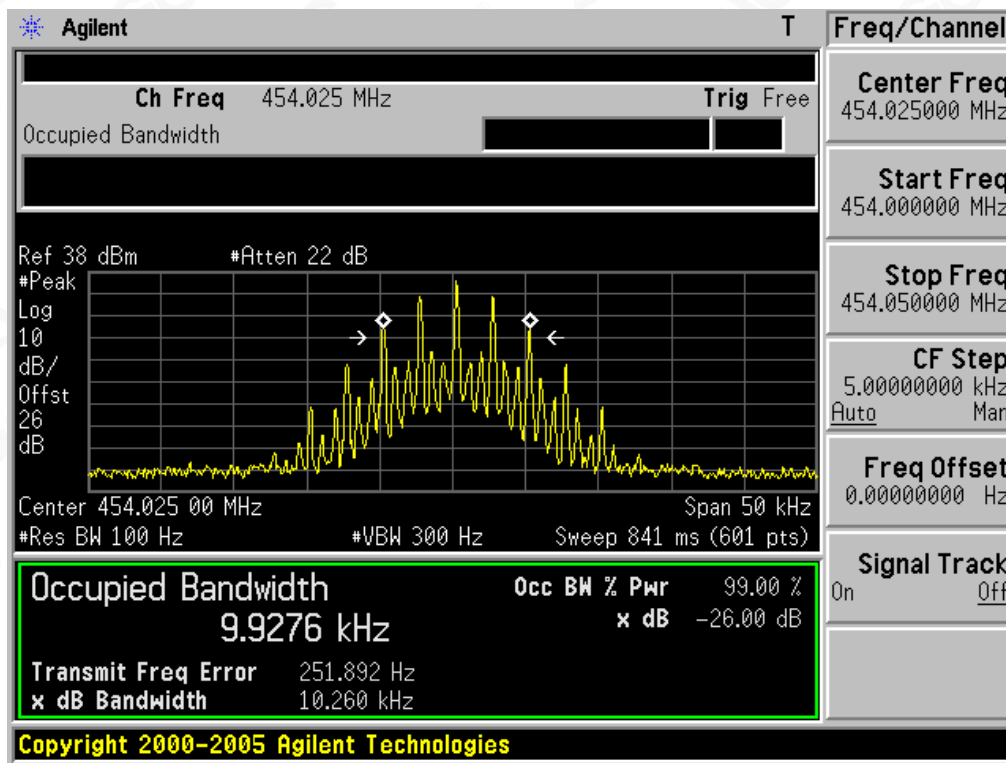 Agilent
T
Freq/Channel
Ch Freq 454.025 MHz
Trig Free
Occupied Bandwidth
Center Freq
454.025000 MHz
Start Freq
454.000000 MHz
Stop Freq
454.050000 MHz
CF Step
5.00000000 kHz
Auto Man
Freq Offset
0.00000000 Hz
Signal Track
On Off
Ref 38 dBm #Atten 22 dB
#Peak
Log
10
dB/
Offst
26
dB
Center 454.025 00 MHz Span 50 kHz
#Res BW 100 Hz #VBW 300 Hz Sweep 841 ms (601 pts)
Occupied Bandwidth
9.9276 kHz
Occ BW % Pwr 99.00 %
x dB -26.00 dB
Transmit Freq Error 251.892 Hz
x dB Bandwidth 10.260 kHz
Copyright 2000-2005 Agilent Technologies